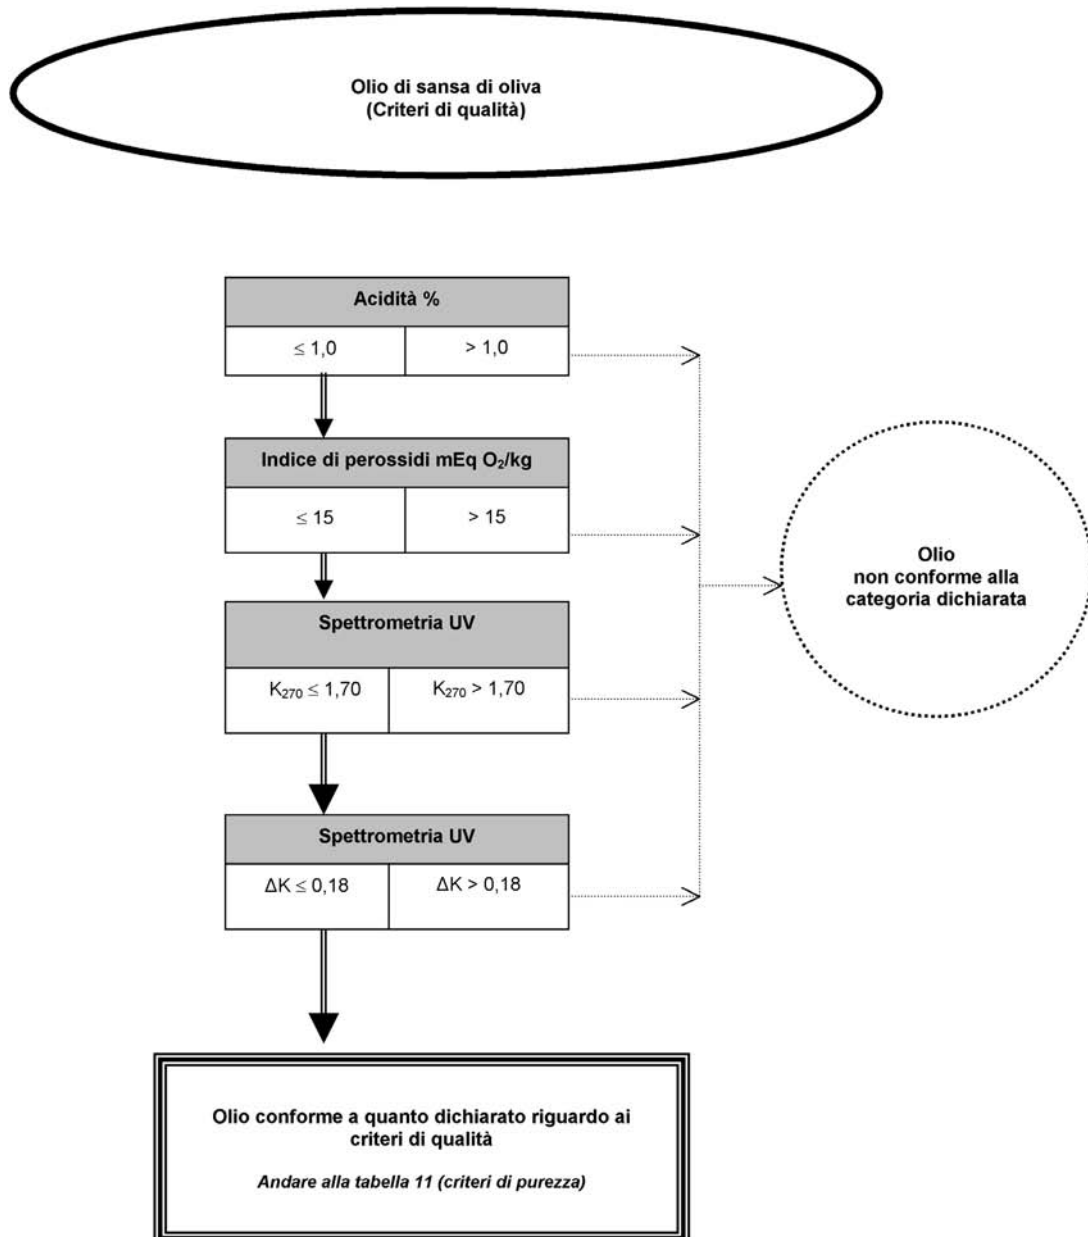 Olio di sansa di oliva
(Criteri di qualità)
Acidità %
≤ 1,0
> 1,0
Indice di perossidi mEq O₂/kg
≤ 15
> 15
Spettrometria UV
K₂₇₀ ≤ 1,70
K₂₇₀ > 1,70
Spettrometria UV
ΔK ≤ 0,18
ΔK > 0,18
Olio
non conforme alla
categoria dichiarata
Olio conforme a quanto dichiarato riguardo ai
criteri di qualità
Andare alla tabella 11 (criteri di purezza)